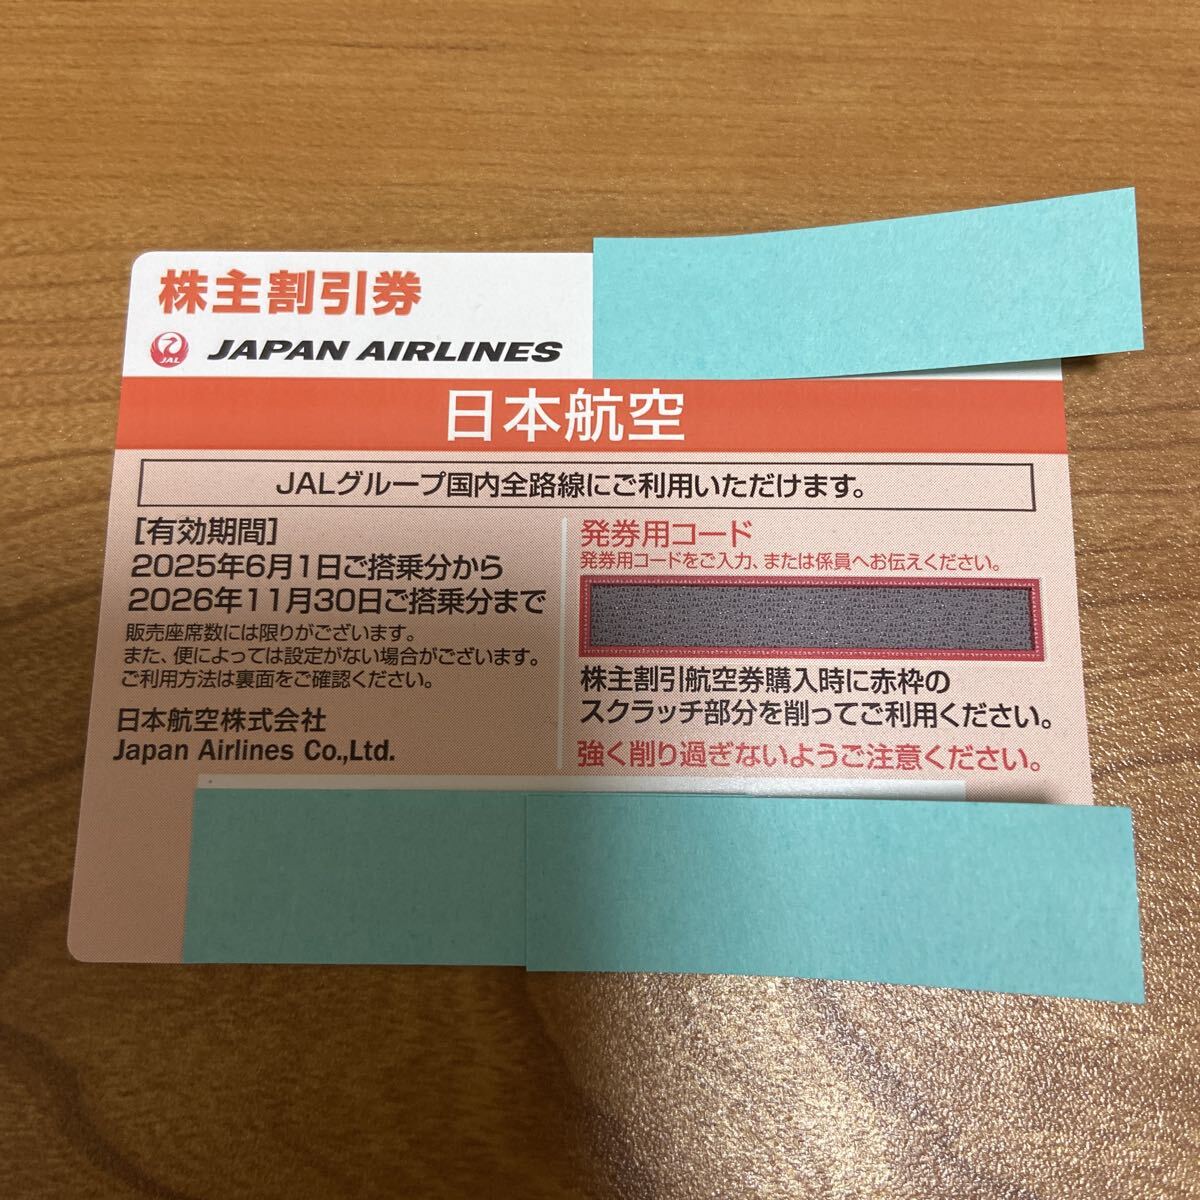 株主割引券
JAL
JAPAN AIRLINES
日本航空
JALグループ国内全路線にご利用いただけます。
[有効期間]
2025年6月1日ご搭乗分から
2026年11月30日ご搭乗分まで
販売座席数には限りがございます。
また、便によっては設定がない場合がございます。
ご利用方法は裏面をご確認ください。
日本航空株式会社
Japan Airlines Co.,Ltd.
発券用コード
発券用コードをご入力、または係員へお伝えください。
株主割引航空券購入時に赤枠の
スクラッチ部分を削ってご利用ください。
強く削り過ぎないようご注意ください。